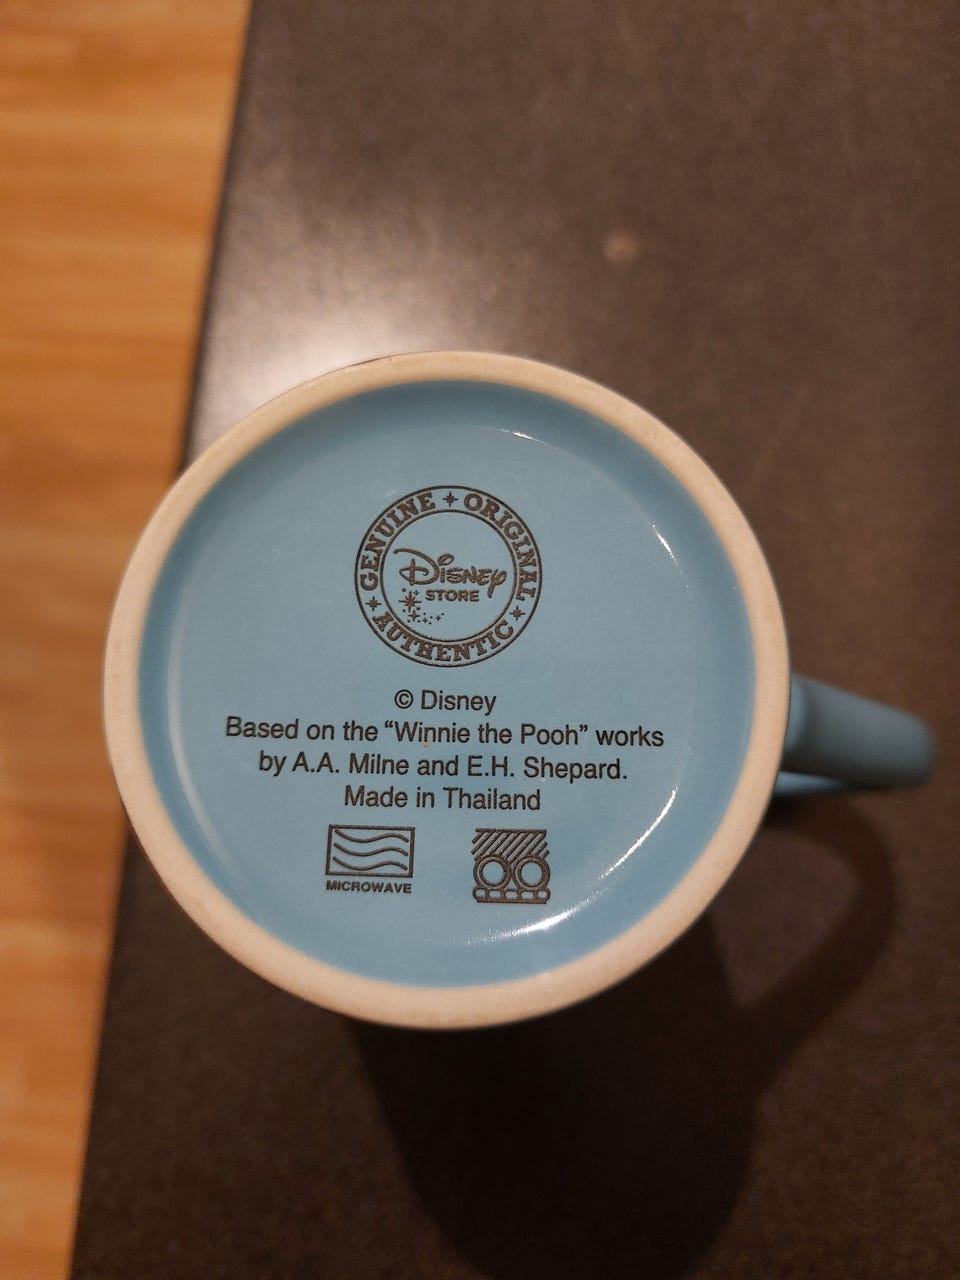 GENUINE ORIGINAL AUTHENTIC
Disney
STORE
© Disney
Based on the “Winnie the Pooh” works
by A.A. Milne and E.H. Shepard.
Made in Thailand
MICROWAVE